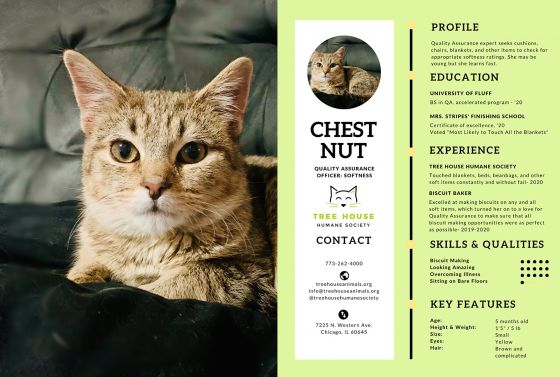 CHEST
NUT
QUALITY ASSURANCE
OFFICER: SOFTNESS
TREE HOUSE
HUMANE SOCIETY
CONTACT
773-262-4000
treehouseanimals.org
info@treehouseanimals.org
@treehousehumanesociety
7225 N. Western Ave.
Chicago, IL 60645
PROFILE
Quality Assurance expert seeks cushions,
chairs, blankets, and other items to check for
appropriate softness ratings. She may be
young but she learns fast.
EDUCATION
UNIVERSITY OF FLUFF
BS in QA, accelerated program - '20
MRS. STRIPES' FINISHING SCHOOL
Certificate of excellence, '20
Voted "Most Likely to Touch All the Blankets"
EXPERIENCE
TREE HOUSE HUMANE SOCIETY
Touched blankets, beds, beanbags, and other
soft items constantly and without fail- 2020
BISCUIT BAKER
Excelled at making biscuits on any and all
soft items, which turned her on to a love for
Quality Assurance to make sure that all
biscuit making opportunities were as perfect
as possible- 2019-2020
SKILLS & QUALITIES
Biscuit Making
Looking Amazing
Overcoming Illness
Sitting on Bare Floors
KEY FEATURES
Age: 5 months old
Height & Weight: 1'5" / 5 lb
Size: Small
Eyes: Yellow
Hair: Brown and
complicated